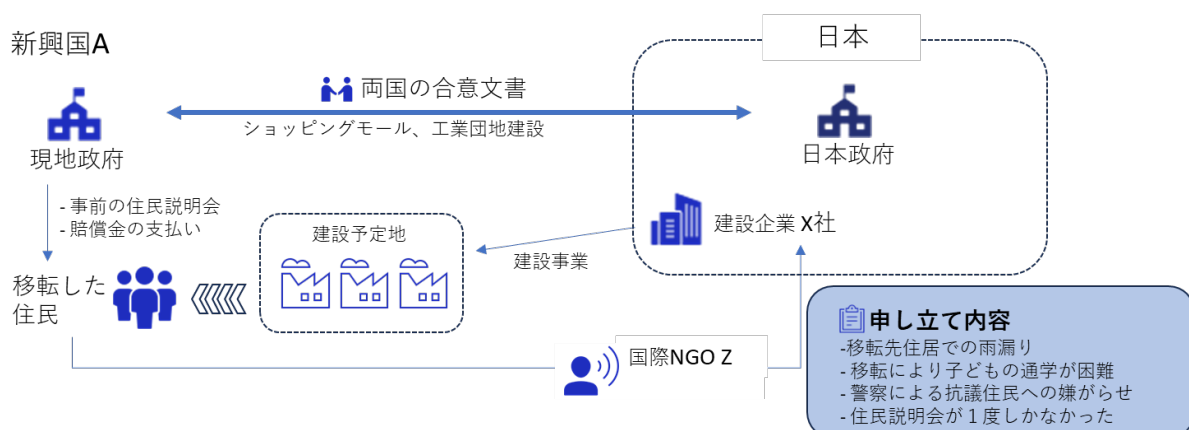 新興国A
日本
両国の合意文書
ショッピングモール、工業団地建設
現地政府
日本政府
- 事前の住民説明会
- 賠償金の支払い
建設予定地
建設企業 X社
建設事業
移転した
住民
国際NGO Z
申し立て内容
-移転先住居での雨漏り
- 移転により子どもの通学が困難
- 警察による抗議住民への嫌がらせ
- 住民説明会が１度しかなかった